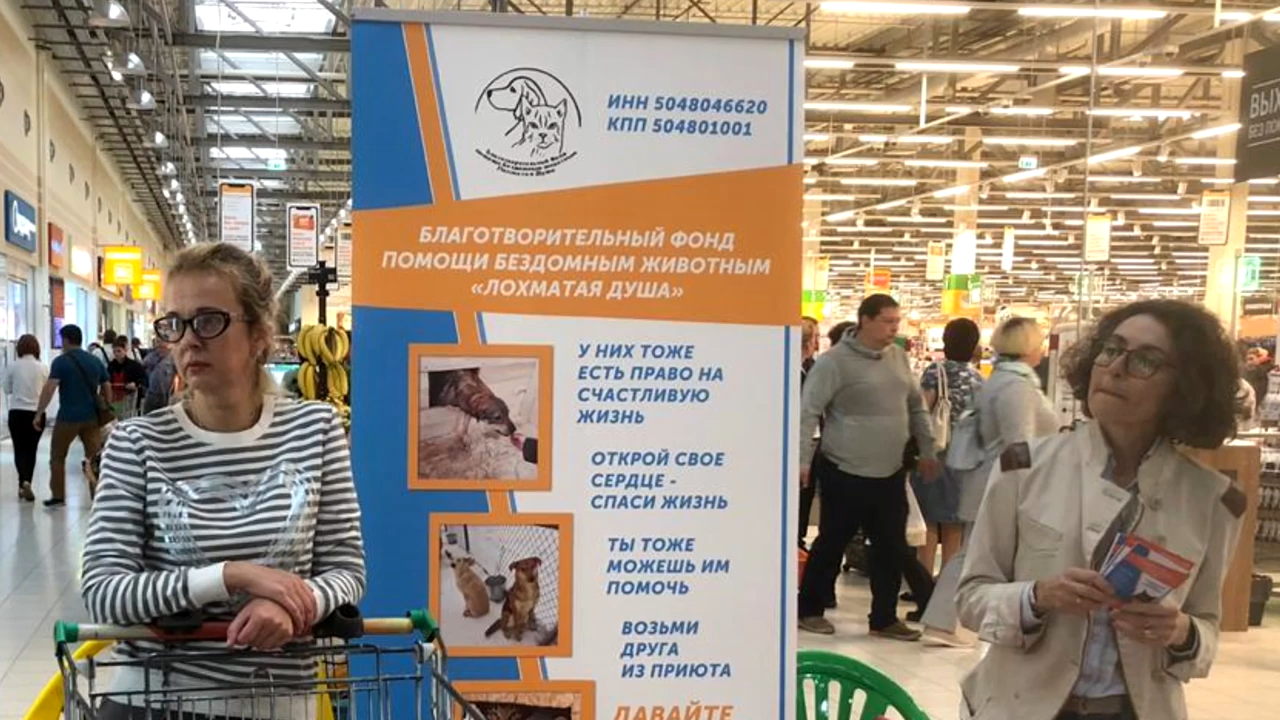 ИНН 5048046620
КПП 504801001
БЛАГОТВОРИТЕЛЬНЫЙ ФОНД
ПОМОЩИ БЕЗДОМНЫМ ЖИВОТНЫМ
«ЛОХМАТАЯ ДУША»
У НИХ ТОЖЕ
ЕСТЬ ПРАВО НА
СЧАСТЛИВУЮ
ЖИЗНЬ
ОТКРОЙ СВОЕ
СЕРДЦЕ -
СПАСИ ЖИЗНЬ
ТЫ ТОЖЕ
МОЖЕШЬ ИМ
ПОМОЧЬ
ВОЗЬМИ
ДРУГА
ИЗ ПРИЮТА
ДАВАЙТЕ